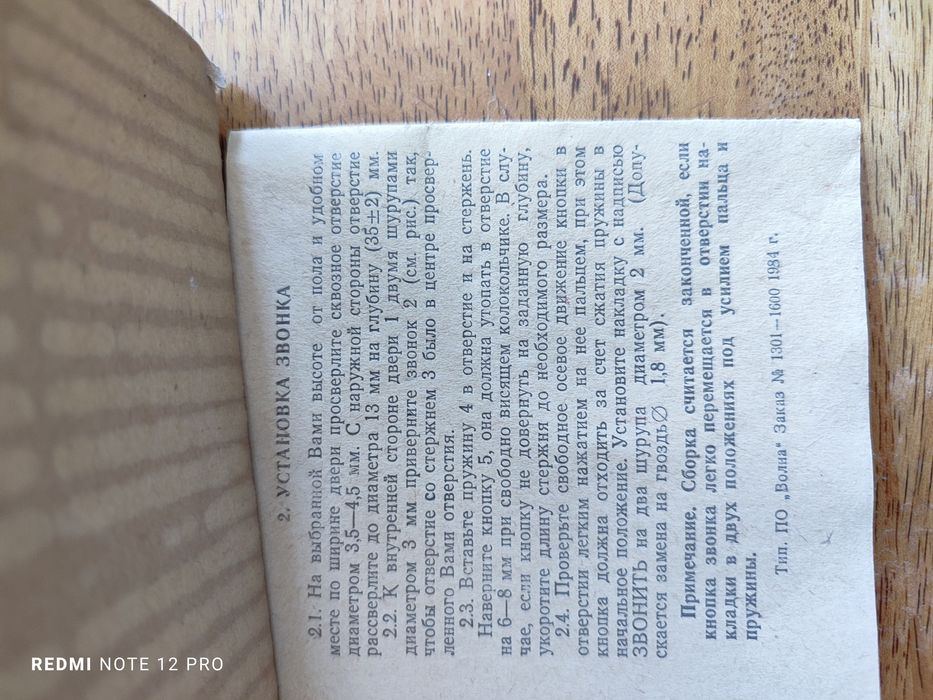 2. УСТАНОВКА ЗВОНКА
2.1. На выбранной Вами высоте от пола и удобном
месте по ширине двери просверлите сквозное отверстие
диаметром 3,5—4,5 мм. С наружной стороны отверстие
рассверлите до диаметра 13 мм на глубину (35±2) мм.
2.2. К внутренней стороне двери 1 двумя шурупами
диаметром 3 мм приверните звонок 2 (см. рис.) так,
чтобы отверстие со стержнем 3 было в центре просвер-
ленного Вами отверстия.
2.3. Вставьте пружину 4 в отверстие и на стержень.
Наверните кнопку 5, она должна утопать в отверстие
на 6—8 мм при свободно висящем колокольчике. В слу-
чае, если кнопку не довернуть на заданную глубину,
укоротите длину стержня до необходимого размера.
2.4. Проверьте свободное осевое движение кнопки в
отверстии легким нажатием на нее пальцем, при этом
кнопка должна отходить за счет сжатия пружины в
начальное положение. Установите накладку с надписью
ЗВОНИТЬ на два шурупа диаметром 2 мм. (Допу-
скается замена на гвоздь∅ 1,8 мм).
Примечание. Сборка считается законченной, если
кнопка звонка легко перемещается в отверстии на-
кладки в двух положениях под усилием пальца и
пружины.
Тип. ПО „Волна" Заказ № 1301—1600 1984 г.
REDMI NOTE 12 PRO